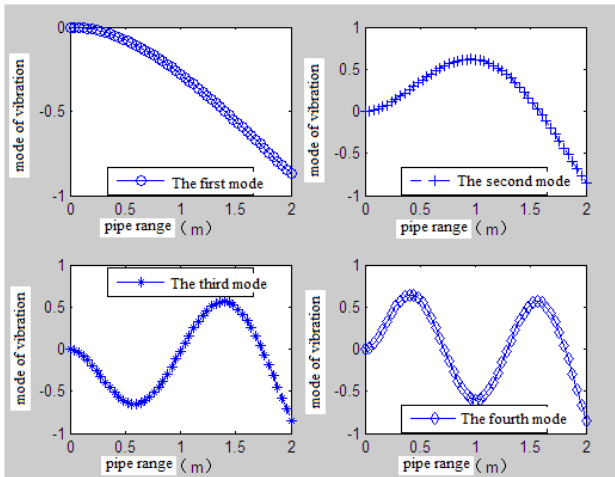 mode of vibration
0
-0.5
-1
The first mode
0 0.5 1 1.5 2
pipe range (m)
mode of vibration
1
0.5
0
-0.5
-1
The second mode
0 0.5 1 1.5 2
pipe range (m)
mode of vibration
1
0.5
0
-0.5
-1
The third mode
0 0.5 1 1.5 2
pipe range (m)
mode of vibration
1
0.5
0
-0.5
-1
The fourth mode
0 0.5 1 1.5 2
pipe range (m)